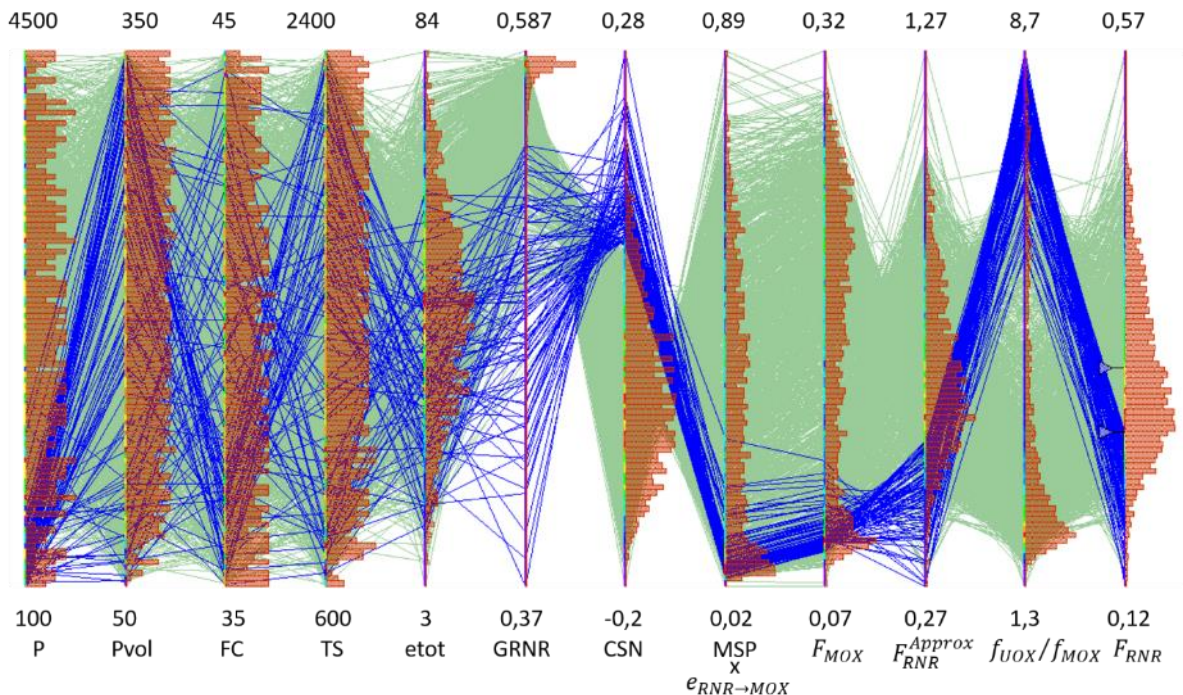 4500 350 45 2400 84 0,587 0,28 0,89 0,32 1,27 8,7 0,57
100 50 35 600 3 0,37 -0,2 0,02 0,07 0,27 1,3 0,12
P Pvol FC TS etot GRNR CSN MSP F_MOX F_RNR^Approx f_UOX/f_MOX F_RNR
x
e_RNR→MOX